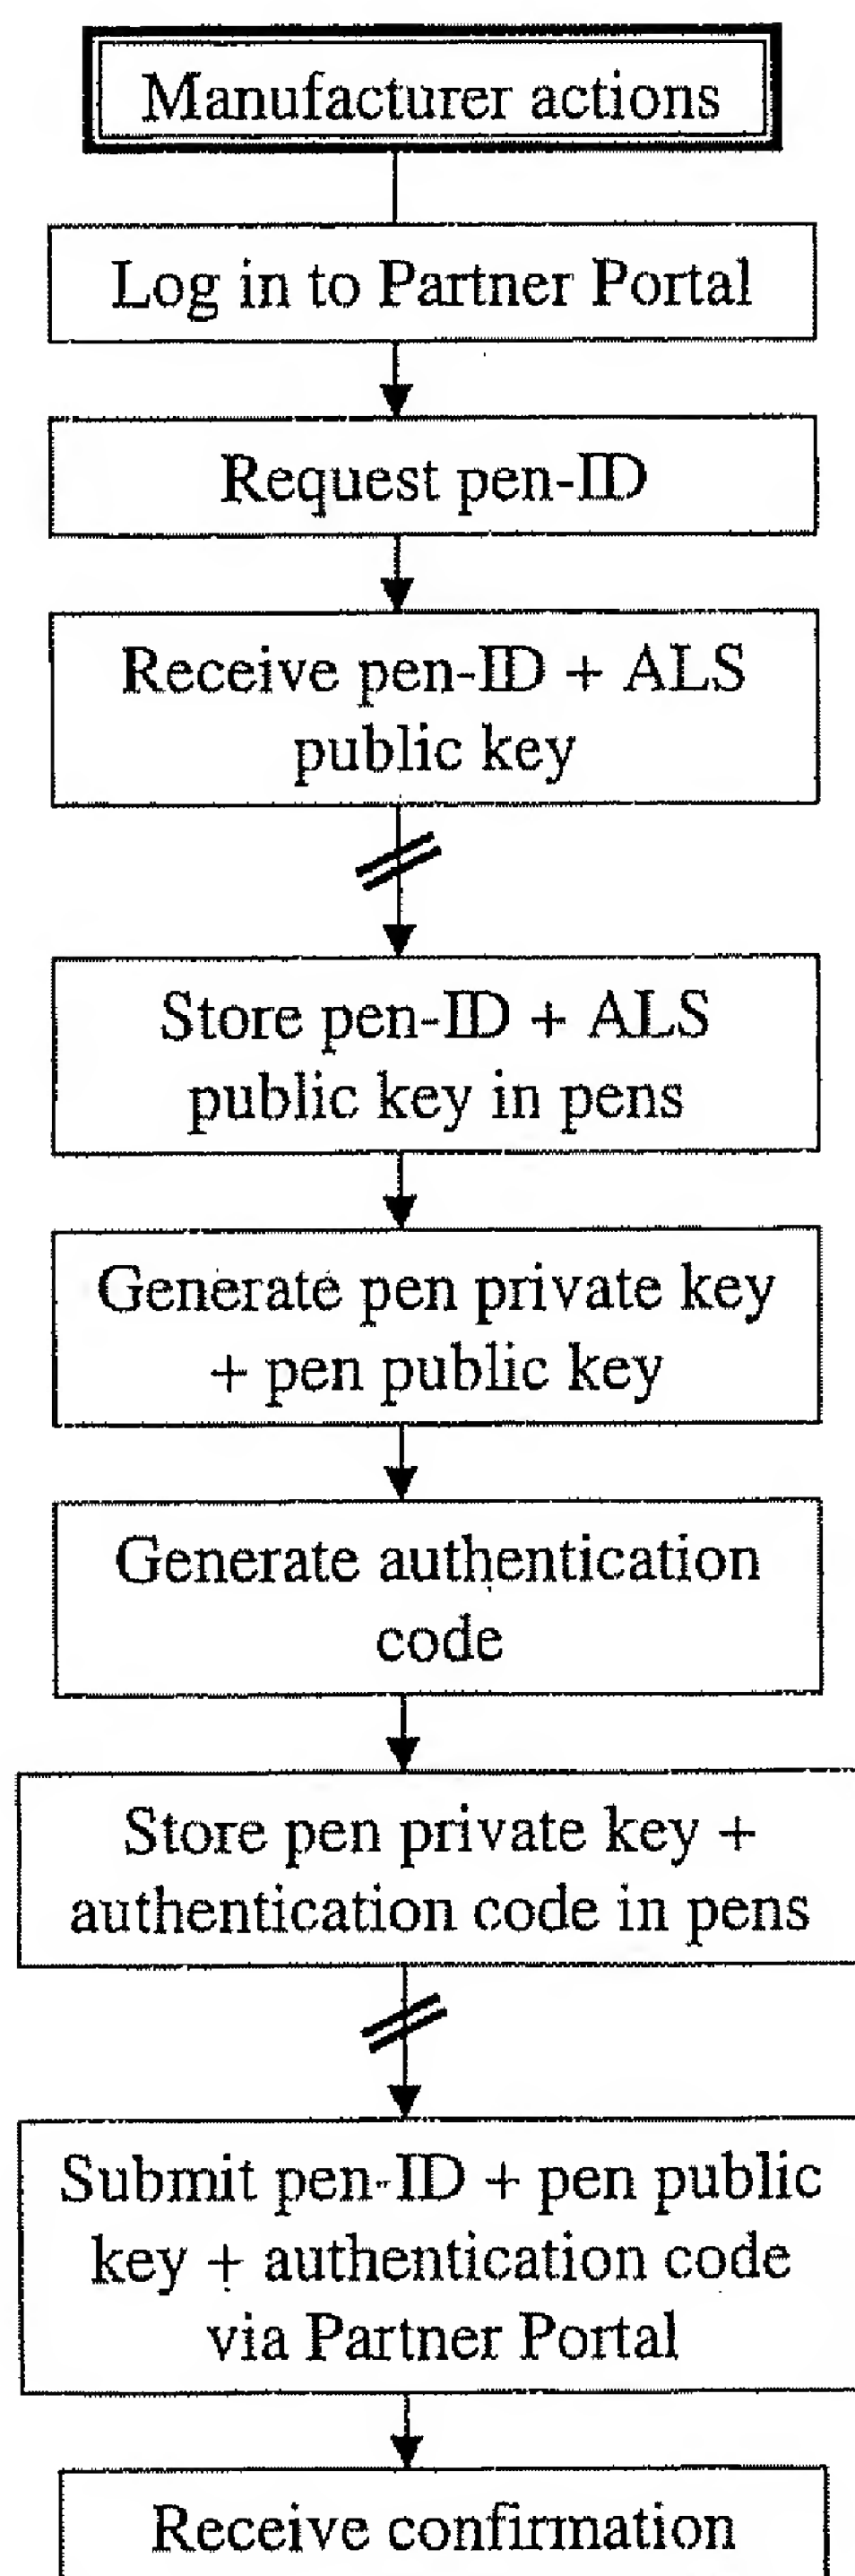 Manufacturer actions
Log in to Partner Portal
Request pen-ID
Receive pen-ID + ALS
public key
Store pen-ID + ALS
public key in pens
Generate pen private key
+ pen public key
Generate authentication
code
Store pen private key +
authentication code in pens
Submit pen-ID + pen public
key + authentication code
via Partner Portal
Receive confirmation